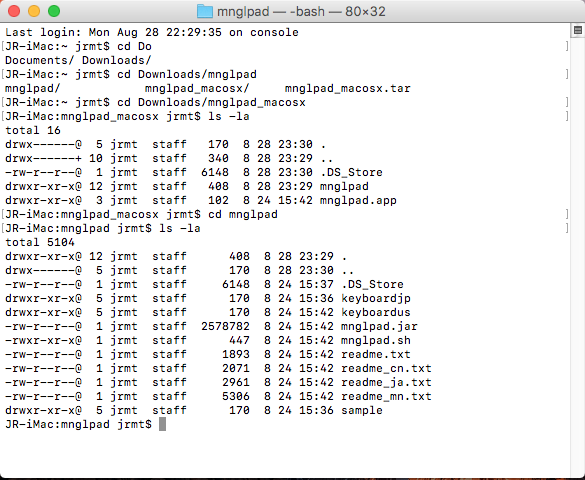 mnglpad — -bash — 80×32
Last login: Mon Aug 28 22:29:35 on console
[JR-iMac:~ jrmt$ cd Do ]
Documents/ Downloads/
[JR-iMac:~ jrmt$ cd Downloads/mnglpad ]
mnglpad/ mnglpad_macosx/ mnglpad_macosx.tar
[JR-iMac:~ jrmt$ cd Downloads/mnglpad_macosx ]
[JR-iMac:mnglpad_macosx jrmt$ ls -la ]
total 16
drwx------@ 5 jrmt staff 170 8 28 23:30 .
drwx------+ 10 jrmt staff 340 8 28 23:29 ..
-rw-r--r--@ 1 jrmt staff 6148 8 28 23:30 .DS_Store
drwxr-xr-x@ 12 jrmt staff 408 8 28 23:29 mnglpad
drwxr-xr-x@ 3 jrmt staff 102 8 24 15:42 mnglpad.app
[JR-iMac:mnglpad_macosx jrmt$ cd mnglpad ]
[JR-iMac:mnglpad jrmt$ ls -la ]
total 5104
drwxr-xr-x@ 12 jrmt staff 408 8 28 23:29 .
drwx------@ 5 jrmt staff 170 8 28 23:30 ..
-rw-r--r--@ 1 jrmt staff 6148 8 24 15:37 .DS_Store
drwxr-xr-x@ 5 jrmt staff 170 8 24 15:36 keyboardjp
drwxr-xr-x@ 5 jrmt staff 170 8 24 15:42 keyboardus
-rw-r--r--@ 1 jrmt staff 2578782 8 24 15:42 mnglpad.jar
-rwxr-xr-x@ 1 jrmt staff 447 8 24 15:42 mnglpad.sh
-rw-r--r--@ 1 jrmt staff 1893 8 24 15:42 readme.txt
-rw-r--r--@ 1 jrmt staff 2071 8 24 15:42 readme_cn.txt
-rw-r--r--@ 1 jrmt staff 2961 8 24 15:42 readme_ja.txt
-rw-r--r--@ 1 jrmt staff 5306 8 24 15:42 readme_mn.txt
drwxr-xr-x@ 5 jrmt staff 170 8 24 15:36 sample
JR-iMac:mnglpad jrmt$